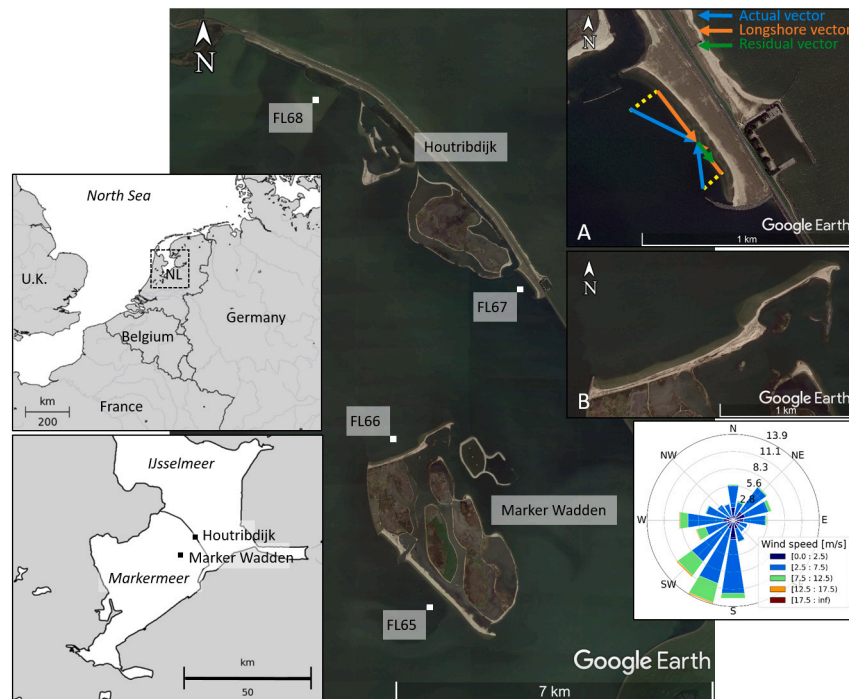 N
FL68
Houtribdijk
FL67
FL66
Marker Wadden
FL65
Google Earth
7 km
North Sea
U.K.
NL
Germany
Belgium
France
km
200
IJsselmeer
Houtribdijk
Marker Wadden
Markermeer
km
50
Actual vector
Longshore vector
Residual vector
N
A
Google Earth
1 km
N
B
Google Earth
1 km
N
13.9
11.1
8.3
5.6
2.8
NW
NE
W
E
SW
S
Wind speed [m/s]
[0.0 : 2.5)
[2.5 : 7.5)
[7.5 : 12.5)
[12.5 : 17.5)
[17.5 : inf)